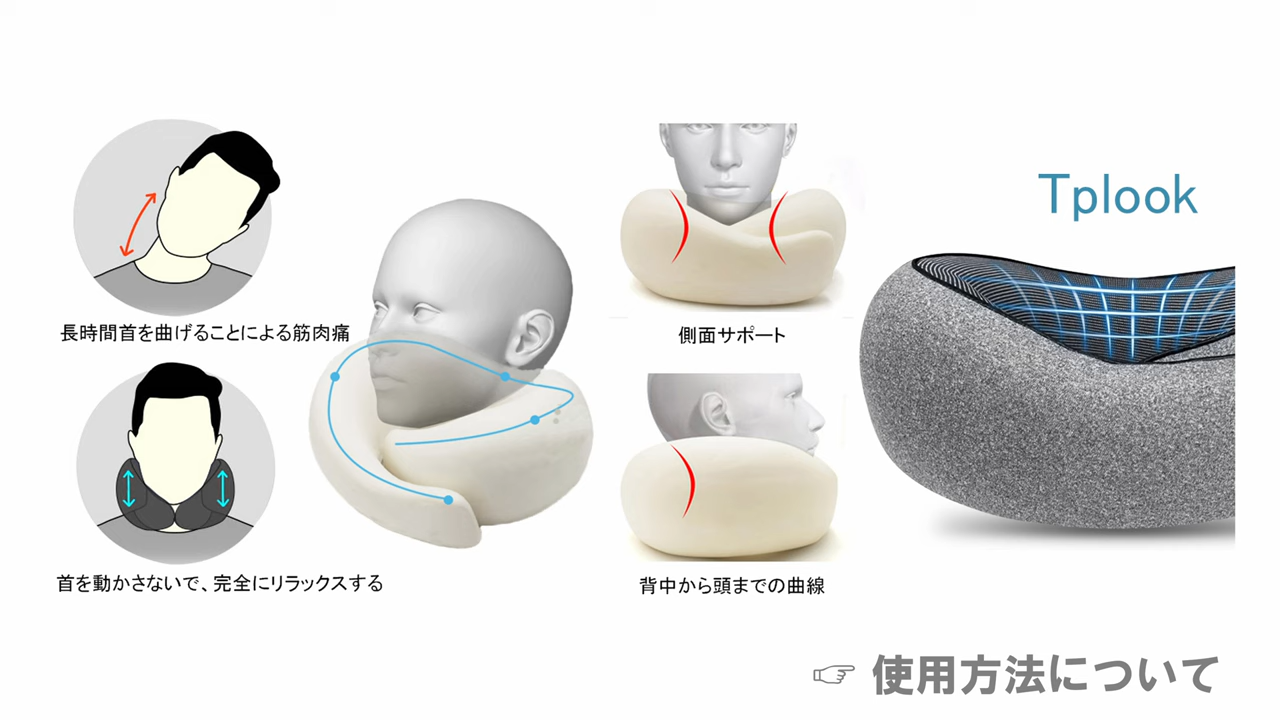 長時間首を曲げることによる筋肉痛
首を動かさないで、完全にリラックスする
側面サポート
背中から頭までの曲線
Tplook
☞ 使用方法について